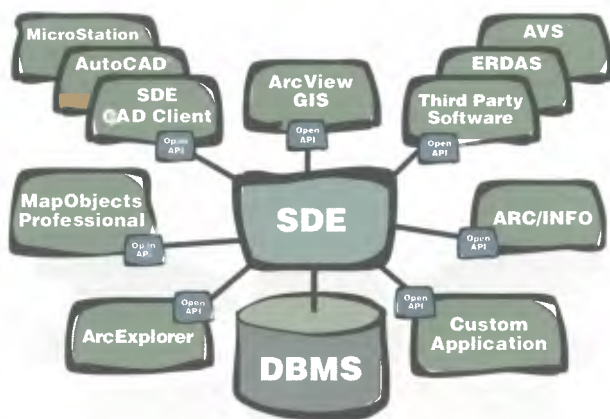 MicroStation
AutoCAD
SDE
CAD Client
Open
API
ArcView
GIS
Open
API
AVS
ERDAS
Third Party
Software
Open
API
MapObjects
Professional
Open
API
SDE
ARC/INFO
Open
API
ArcExplorer
Open
API
DBMS
Open
API
Custom
Application